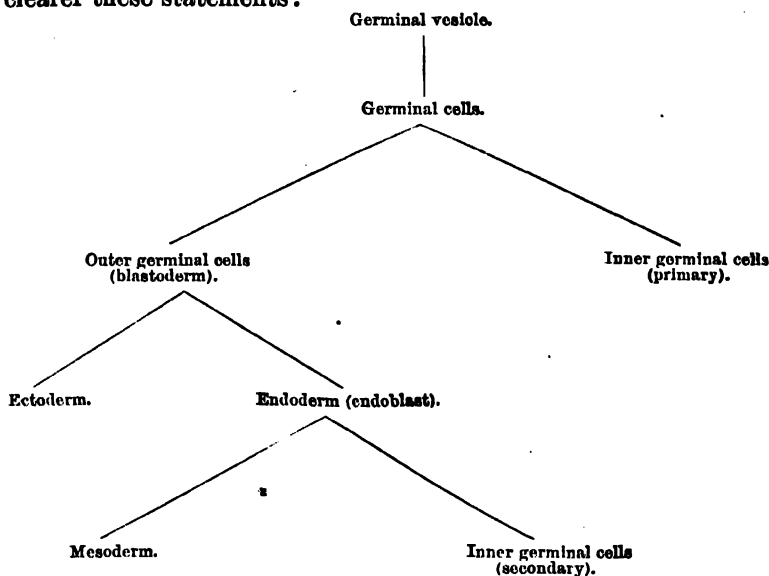 clearer these statements:
Germinal vesicle.
Germinal cells.
Outer germinal cells
(blastoderm).
Inner germinal cells
(primary).
Ectoderm.
Endoderm (endoblast).
Mesoderm.
Inner germinal cells
(secondary).